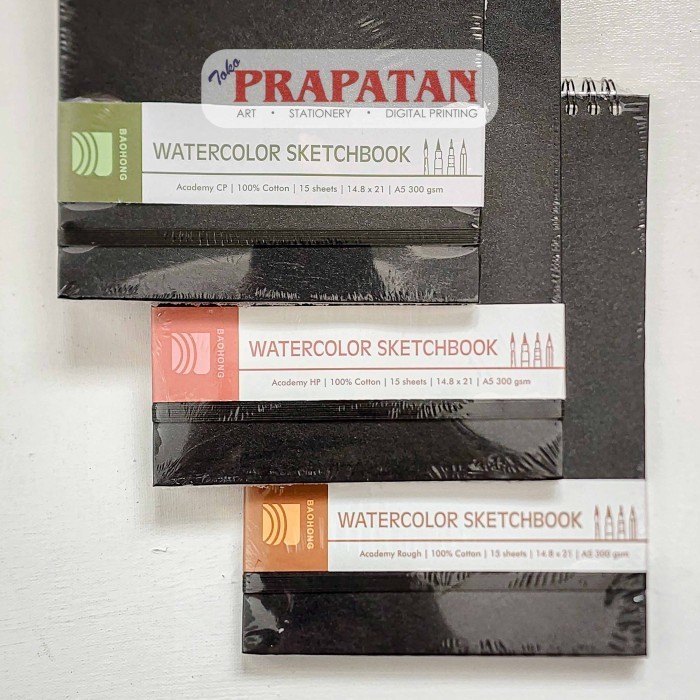 Toko
PRAPATAN
ART • STATIONERY • DIGITAL PRINTING
BAOHONG
WATERCOLOR SKETCHBOOK
Academy CP | 100% Cotton | 15 sheets | 14.8 x 21 | A5 300 gsm
BAOHONG
WATERCOLOR SKETCHBOOK
Academy HP | 100% Cotton | 15 sheets | 14.8 x 21 | A5 300 gsm
BAOHONG
WATERCOLOR SKETCHBOOK
Academy Rough | 100% Cotton | 15 sheets | 14.8 x 21 | A5 300 gsm